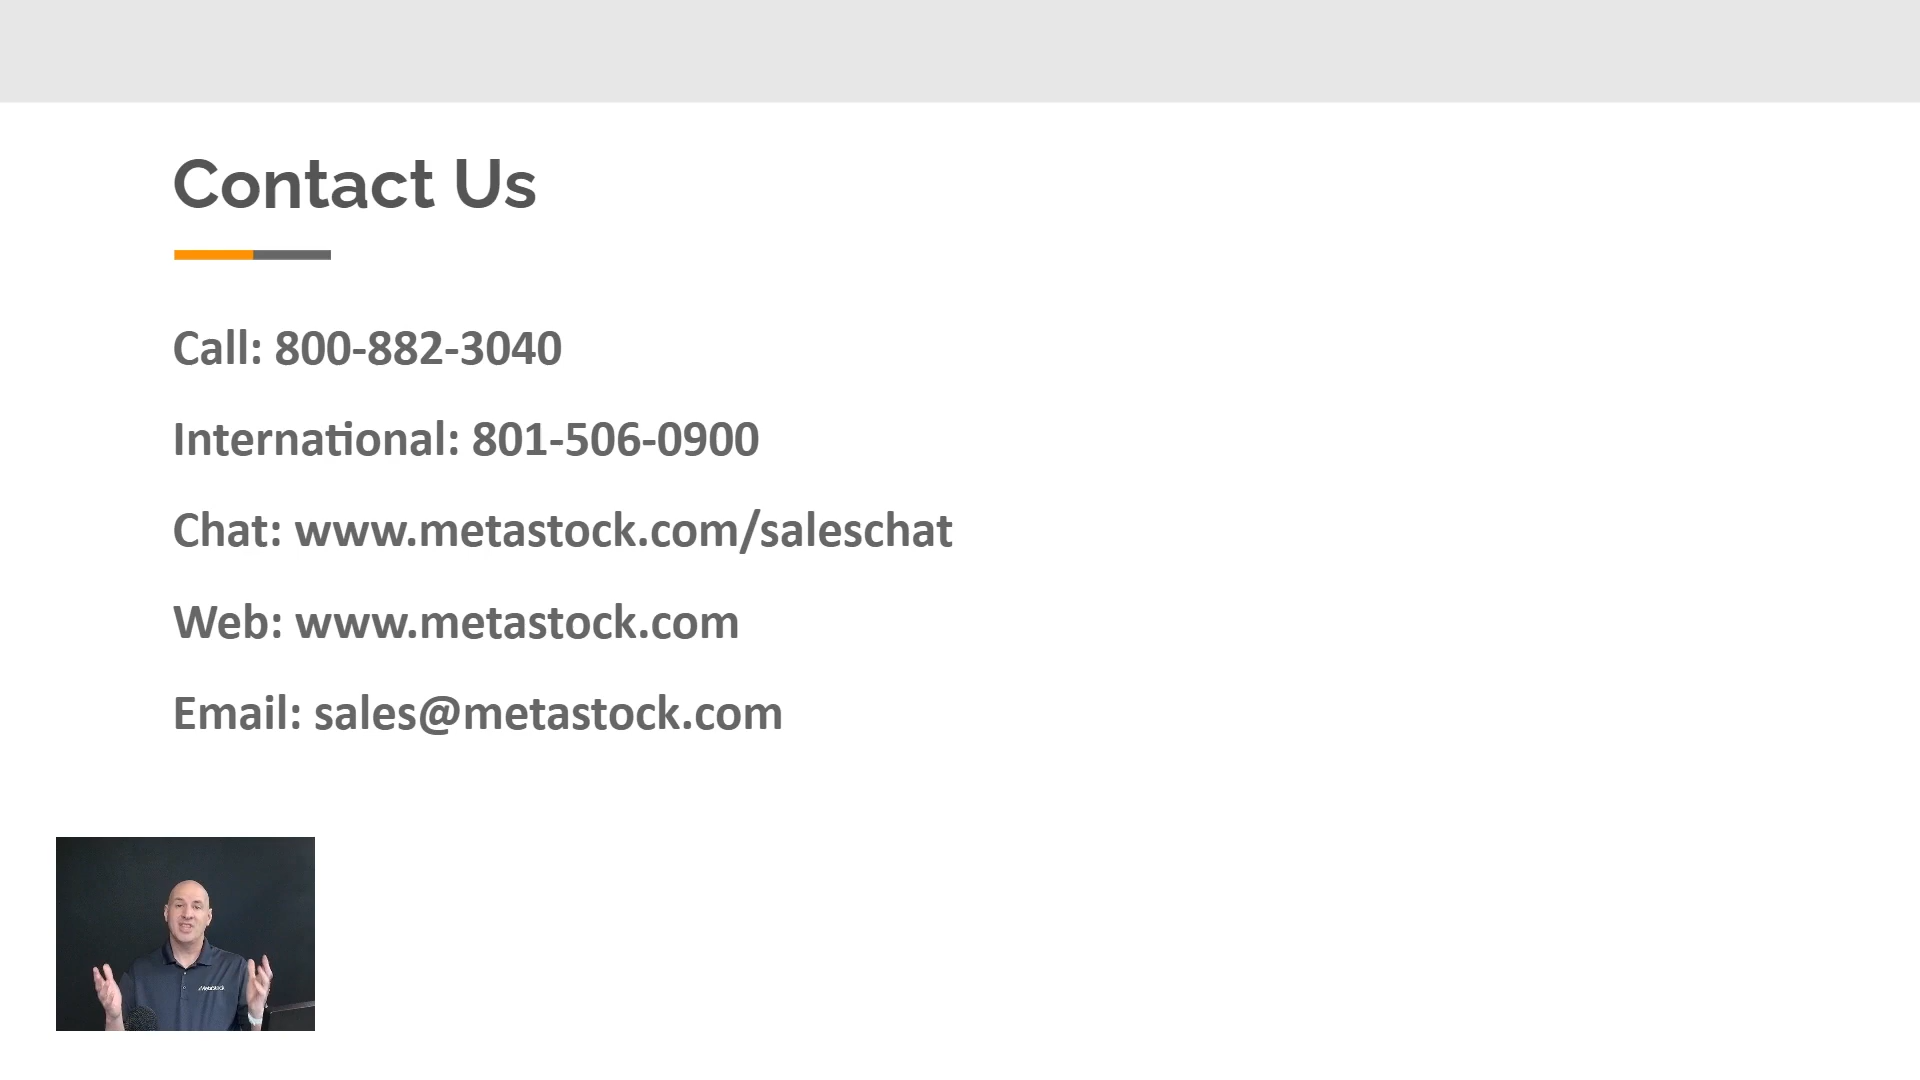 Contact Us
Call: 800-882-3040
International: 801-506-0900
Chat: www.metastock.com/saleschat
Web: www.metastock.com
Email: sales@metastock.com
MetaStock